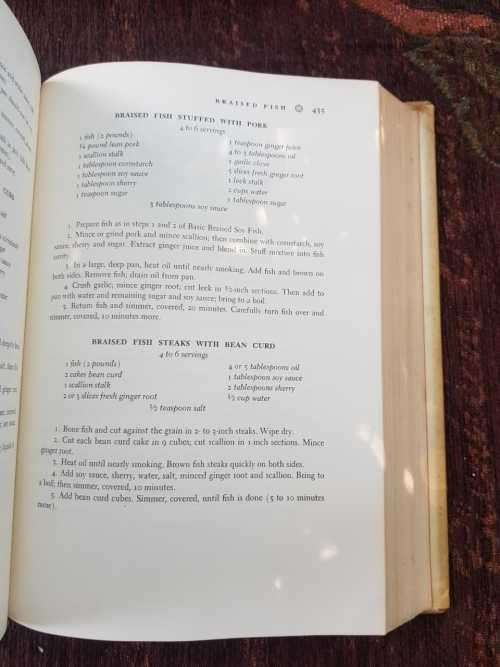 BRAISED FISH 435
BRAISED FISH STUFFED WITH PORK
4 to 6 servings
1 fish (2 pounds)
¼ pound lean pork
1 scallion stalk
1 tablespoon cornstarch
1 tablespoon soy sauce
1 tablespoon sherry
1 teaspoon sugar
1 teaspoon ginger juice
4 to 5 tablespoons oil
1 garlic clove
5 slices fresh ginger root
1 leek stalk
2 cups water
1 tablespoon sugar
3 tablespoons soy sauce
1. Prepare fish as in steps 1 and 2 of Basic Braised Soy Fish.
2. Mince or grind pork and mince scallion; then combine with cornstarch, soy
sauce, sherry and sugar. Extract ginger juice and blend in. Stuff mixture into fish
cavity.
3. In a large, deep pan, heat oil until nearly smoking. Add fish and brown on
both sides. Remove fish; drain oil from pan.
4. Crush garlic; mince ginger root; cut leek in ½-inch sections. Then add to
pan with water and remaining sugar and soy sauce; bring to a boil.
5. Return fish and simmer, covered, 20 minutes. Carefully turn fish over and
simmer, covered, 10 minutes more.
BRAISED FISH STEAKS WITH BEAN CURD
4 to 6 servings
1 fish (2 pounds)
2 cakes bean curd
1 scallion stalk
2 or 3 slices fresh ginger root
4 or 5 tablespoons oil
1 tablespoon soy sauce
2 tablespoons sherry
½ cup water
½ teaspoon salt
1. Bone fish and cut against the grain in 2- to 3-inch steaks. Wipe dry.
2. Cut each bean curd cake in 9 cubes; cut scallion in 1-inch sections. Mince
ginger root.
3. Heat oil until nearly smoking. Brown fish steaks quickly on both sides.
4. Add soy sauce, sherry, water, salt, minced ginger root and scallion. Bring to
a boil; then simmer, covered, 10 minutes.
5. Add bean curd cubes. Simmer, covered, until fish is done (5 to 10 minutes
more).